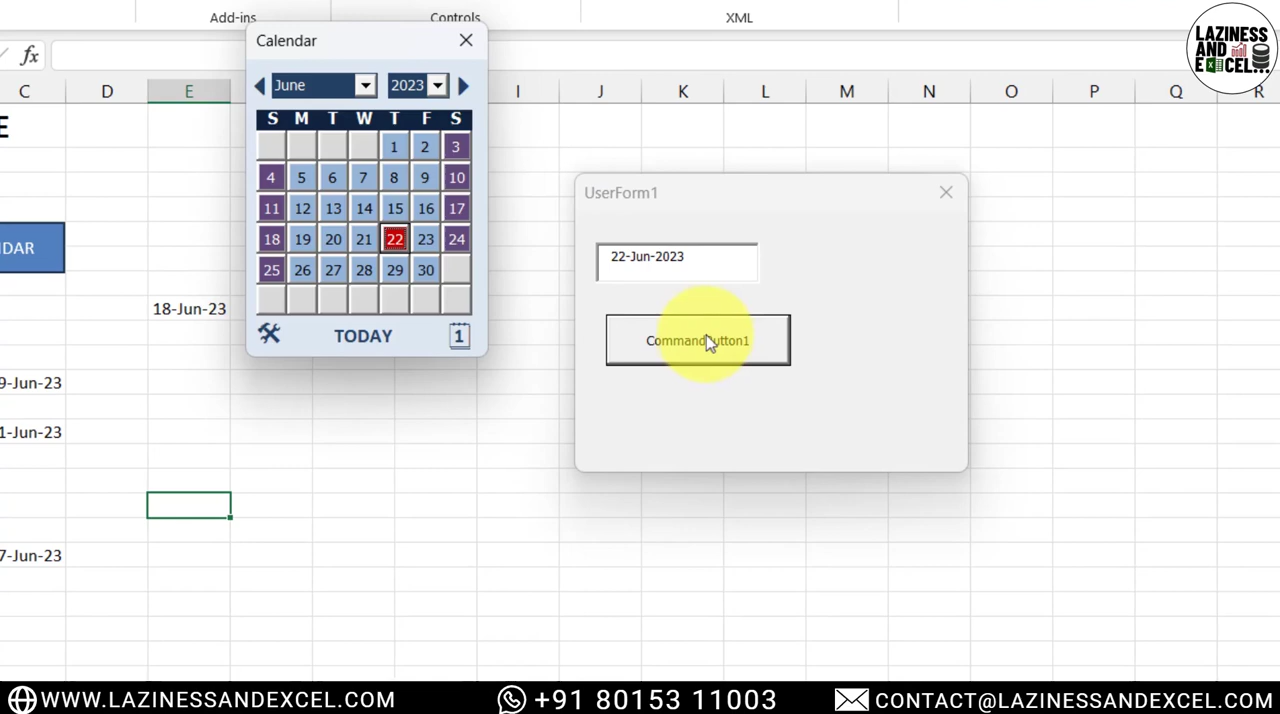 Add-ins Controls XML
LAZINESS
AND
EXCEL...
fx
C D E I J K L M N O P Q R
E
NDAR
18-Jun-23
9-Jun-23
1-Jun-23
7-Jun-23
Calendar
June 2023
S M T W T F S
1 2 3
4 5 6 7 8 9 10
11 12 13 14 15 16 17
18 19 20 21 22 23 24
25 26 27 28 29 30
TODAY 1
UserForm1
22-Jun-2023
CommandButton1
WWW.LAZINESSANDEXCEL.COM +91 80153 11003 CONTACT@LAZINESSANDEXCEL.COM